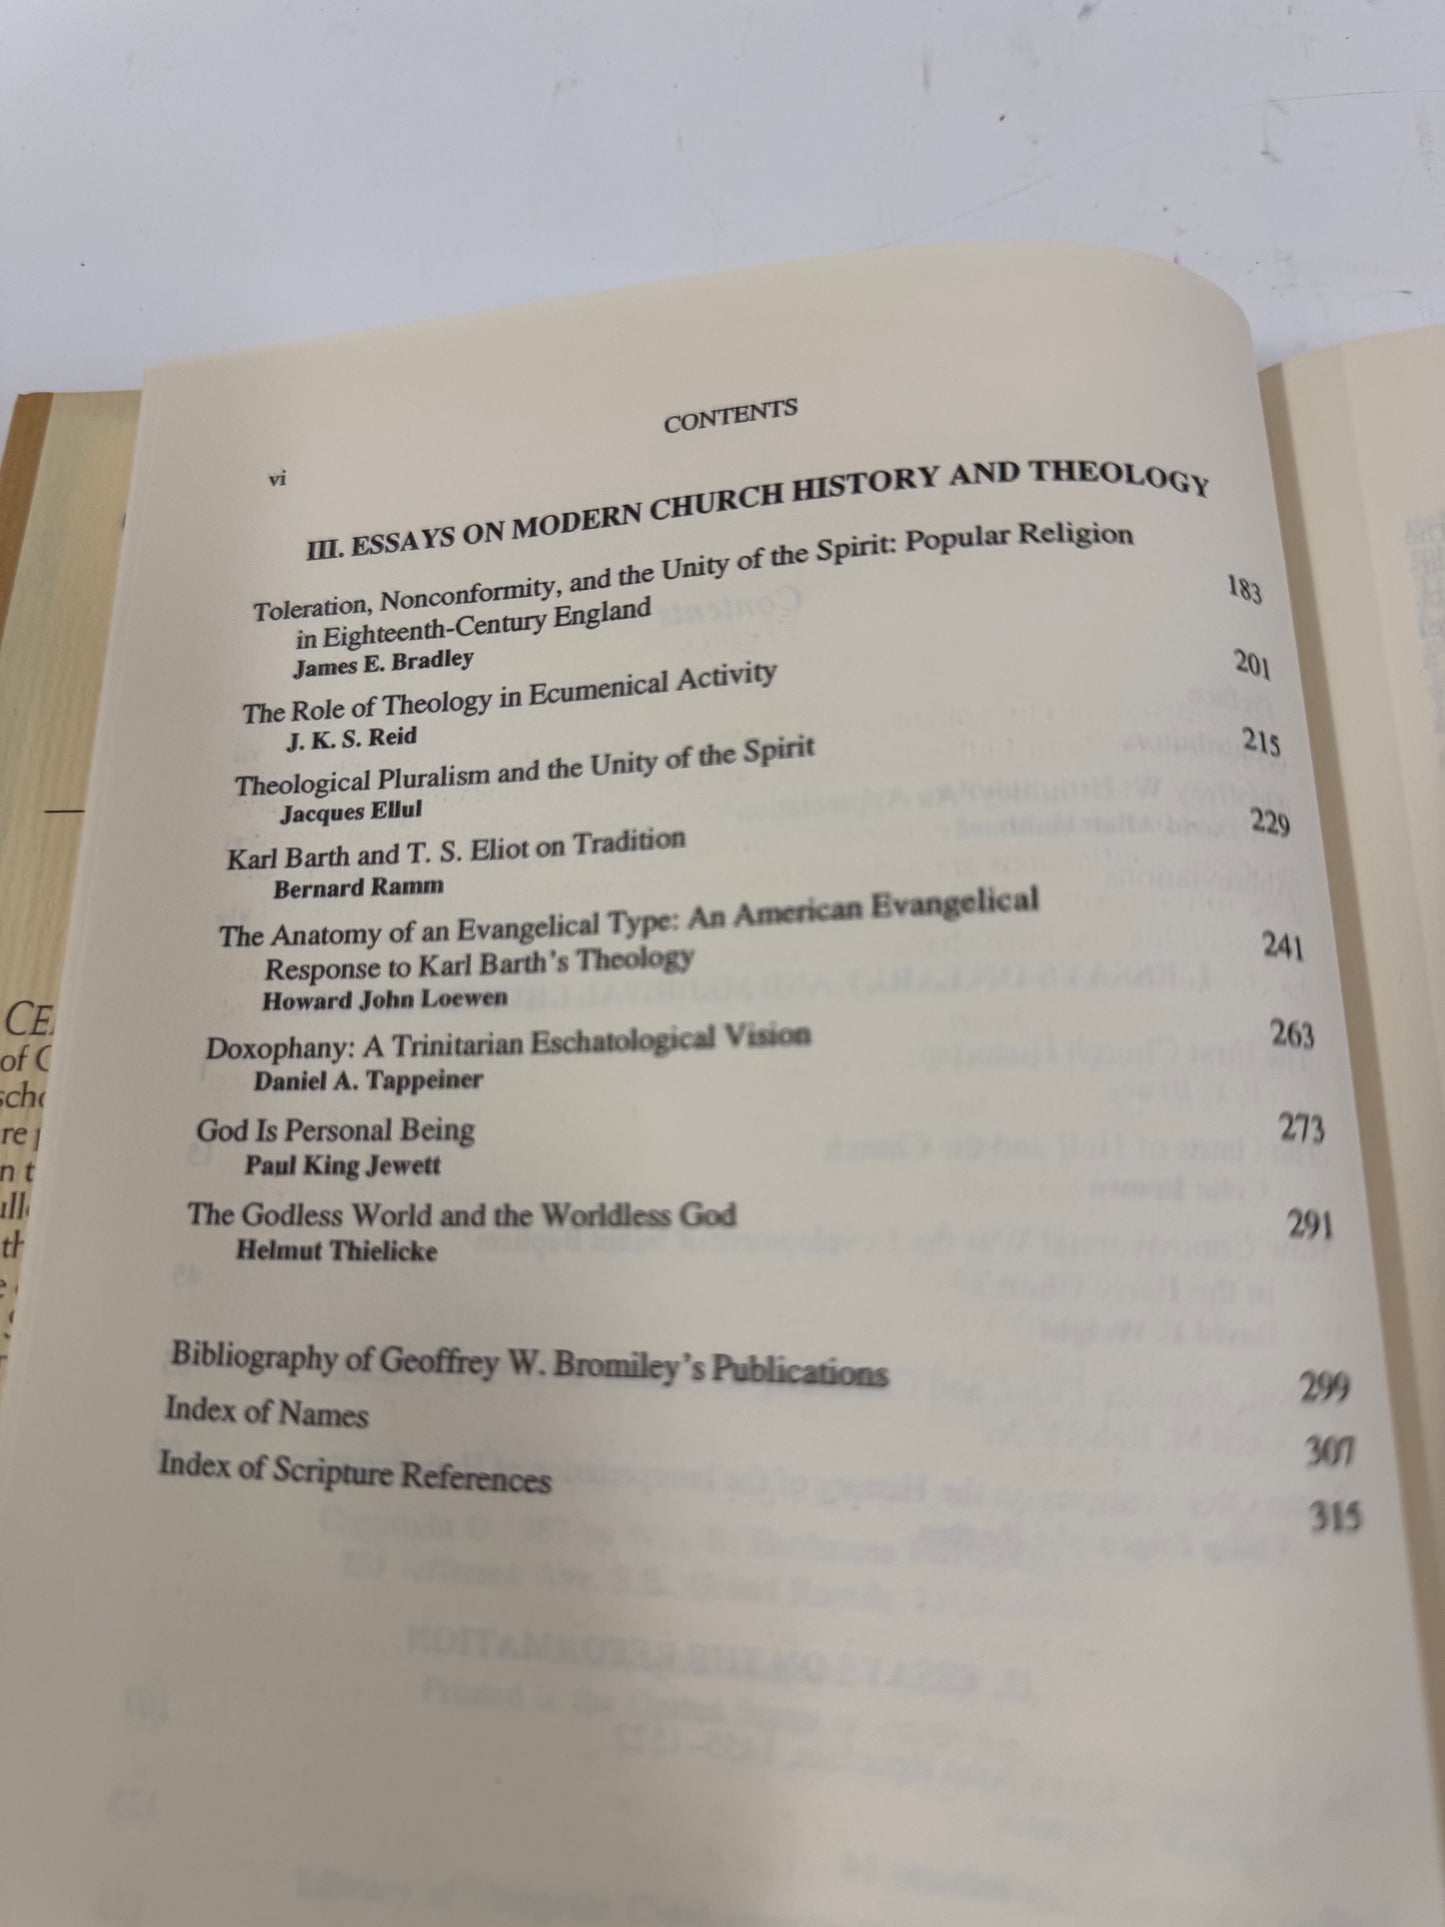 CONTENTS
vi
III. ESSAYS ON MODERN CHURCH HISTORY AND THEOLOGY
Toleration, Nonconformity, and the Unity of the Spirit: Popular Religion
in Eighteenth-Century England 183
James E. Bradley
The Role of Theology in Ecumenical Activity 201
J. K. S. Reid
Theological Pluralism and the Unity of the Spirit 215
Jacques Ellul
Karl Barth and T. S. Eliot on Tradition 229
Bernard Ramm
The Anatomy of an Evangelical Type: An American Evangelical
Response to Karl Barth's Theology 241
Howard John Loewen
Doxophany: A Trinitarian Eschatological Vision 263
Daniel A. Tappeiner
God Is Personal Being 273
Paul King Jewett
The Godless World and the Worldless God 291
Helmut Thielicke
Bibliography of Geoffrey W. Bromiley's Publications 299
Index of Names 307
Index of Scripture References 315